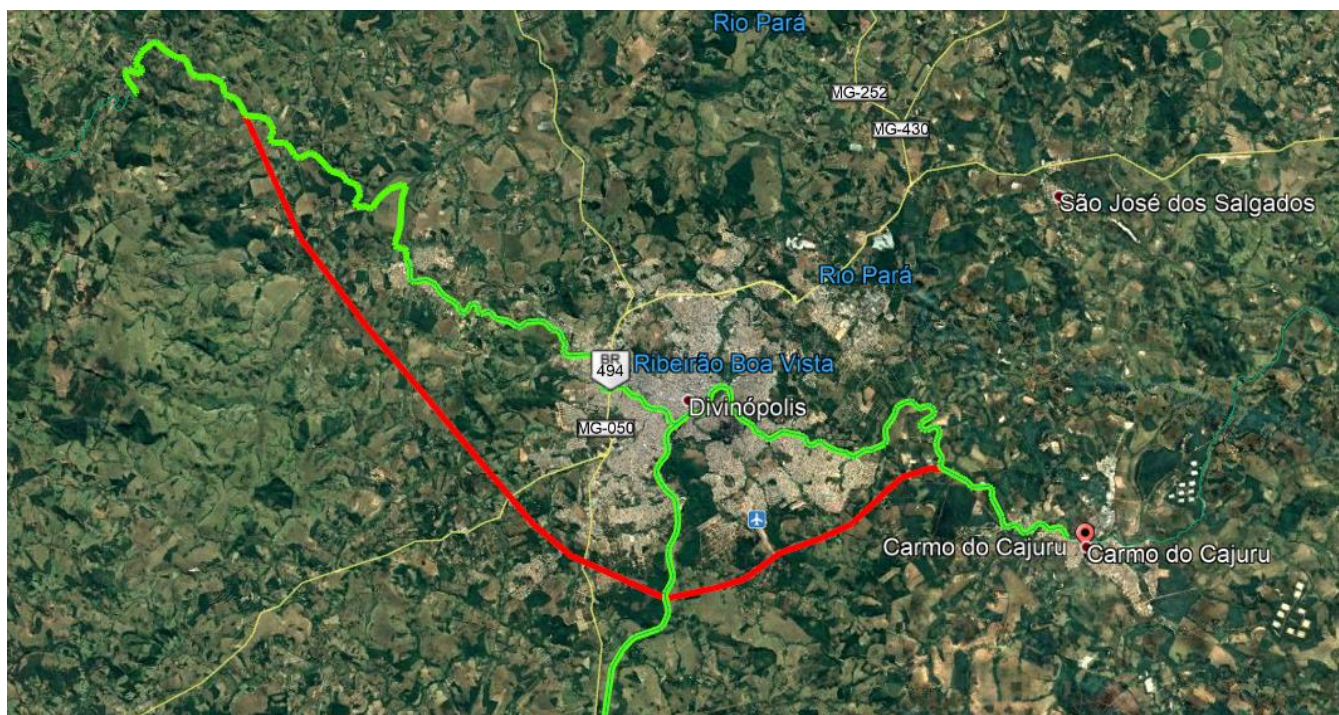 Rio Pará
MG-252
MG-430
São José dos Salgados
Rio Pará
BR
494
Ribeirão Boa Vista
Divinópolis
MG-050
Carmo do Cajuru
Carmo do Cajuru